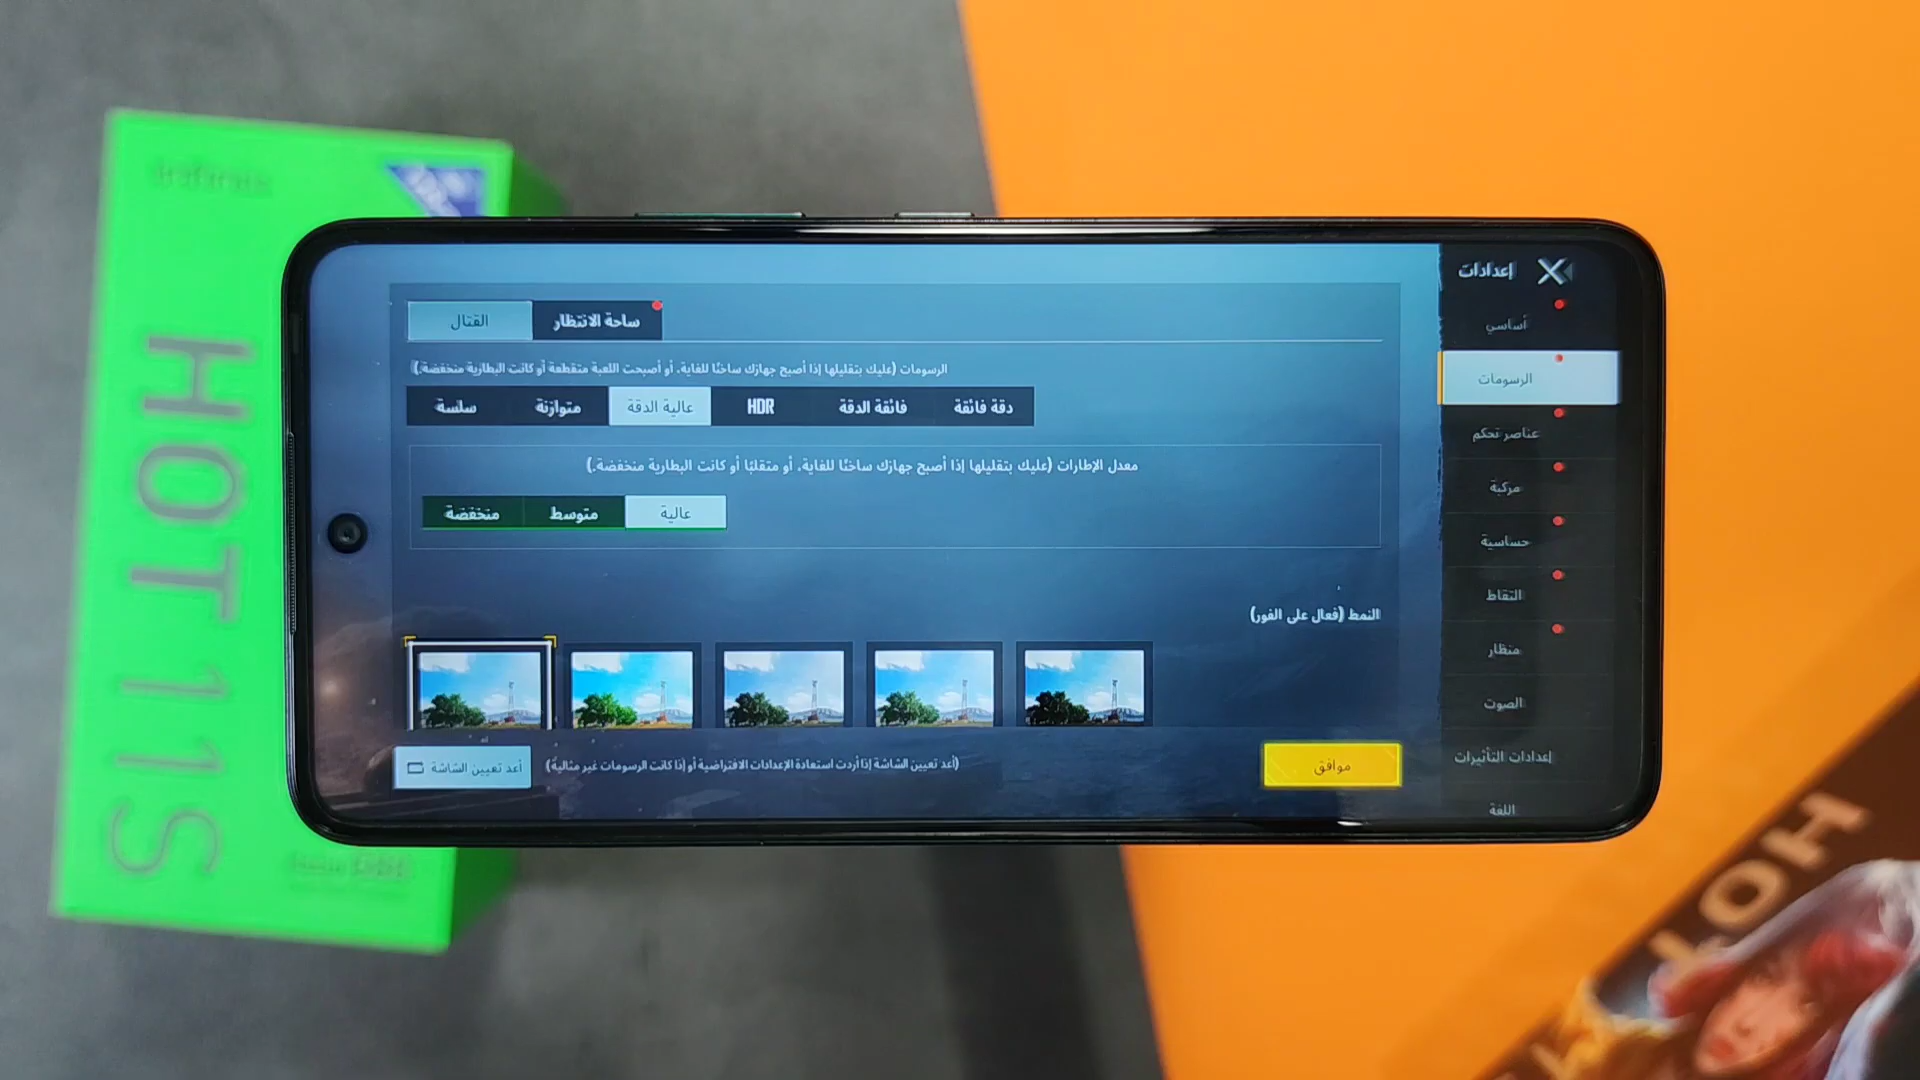 إعدادات
أساسي
الرسومات
عناصر تحكم
مركبة
حساسية
التقاط
منظار
الصوت
إعدادات التأثيرات
اللغة
القتال
ساحة الانتظار
الرسومات (عليك بتقليلها إذا أصبح جهازك ساخنًا للغاية، أو أصبحت اللعبة متقطعة أو كانت البطارية منخفضة.)
سلسة
متوازنة
عالية الدقة
HDR
فائقة الدقة
دقة فائقة
معدل الإطارات (عليك بتقليلها إذا أصبح جهازك ساخنًا للغاية، أو متقلبًا أو كانت البطارية منخفضة.)
منخفضة
متوسط
عالية
النمط (فعال على الفور)
أعد تعيين الشاشة
(أعد تعيين الشاشة إذا أردت استعادة الإعدادات الافتراضية أو إذا كانت الرسومات غير مثالية)
موافق
HOT 11S
HOT